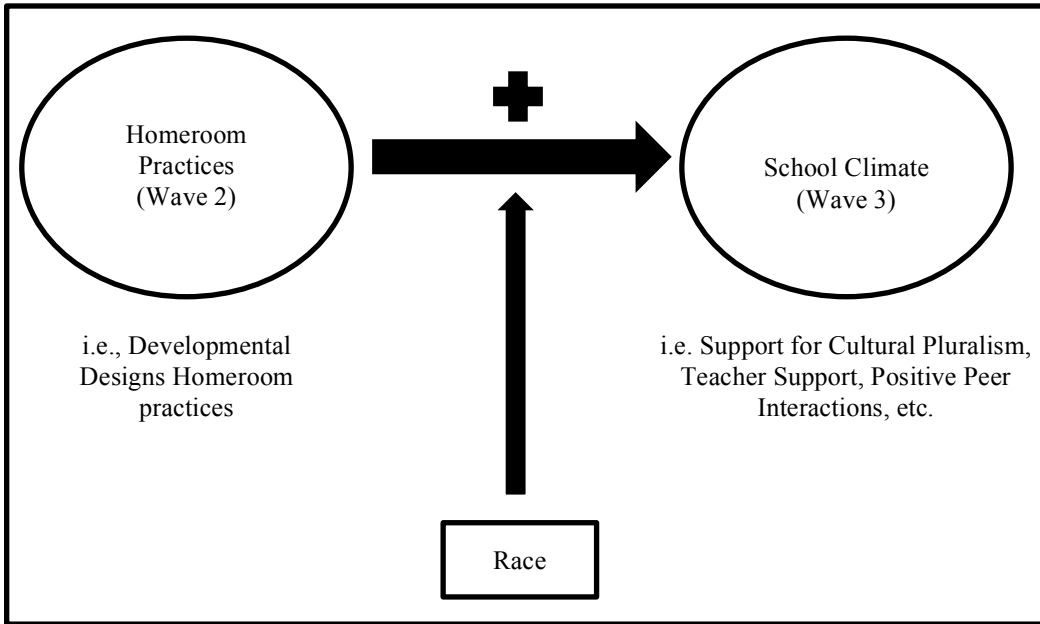 Homeroom
Practices
(Wave 2)
School Climate
(Wave 3)
i.e., Developmental
Designs Homeroom
practices
i.e. Support for Cultural Pluralism,
Teacher Support, Positive Peer
Interactions, etc.
Race